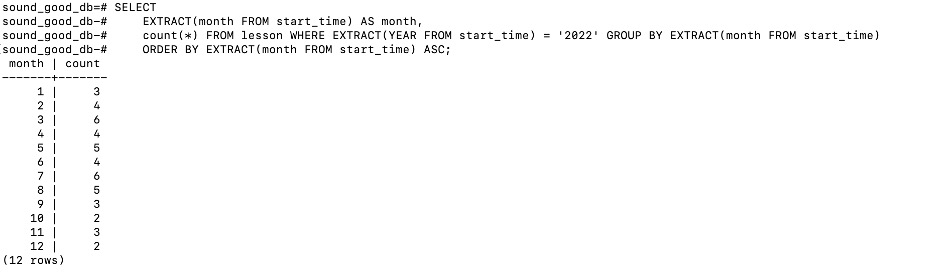 sound_good_db=# SELECT
sound_good_db-#     EXTRACT(month FROM start_time) AS month,
sound_good_db-#     count(*) FROM lesson WHERE EXTRACT(YEAR FROM start_time) = '2022' GROUP BY EXTRACT(month FROM start_time)
sound_good_db-#     ORDER BY EXTRACT(month FROM start_time) ASC;
 month | count
-------+-------
     1 |     3
     2 |     4
     3 |     6
     4 |     4
     5 |     5
     6 |     4
     7 |     6
     8 |     5
     9 |     3
    10 |     2
    11 |     3
    12 |     2
(12 rows)